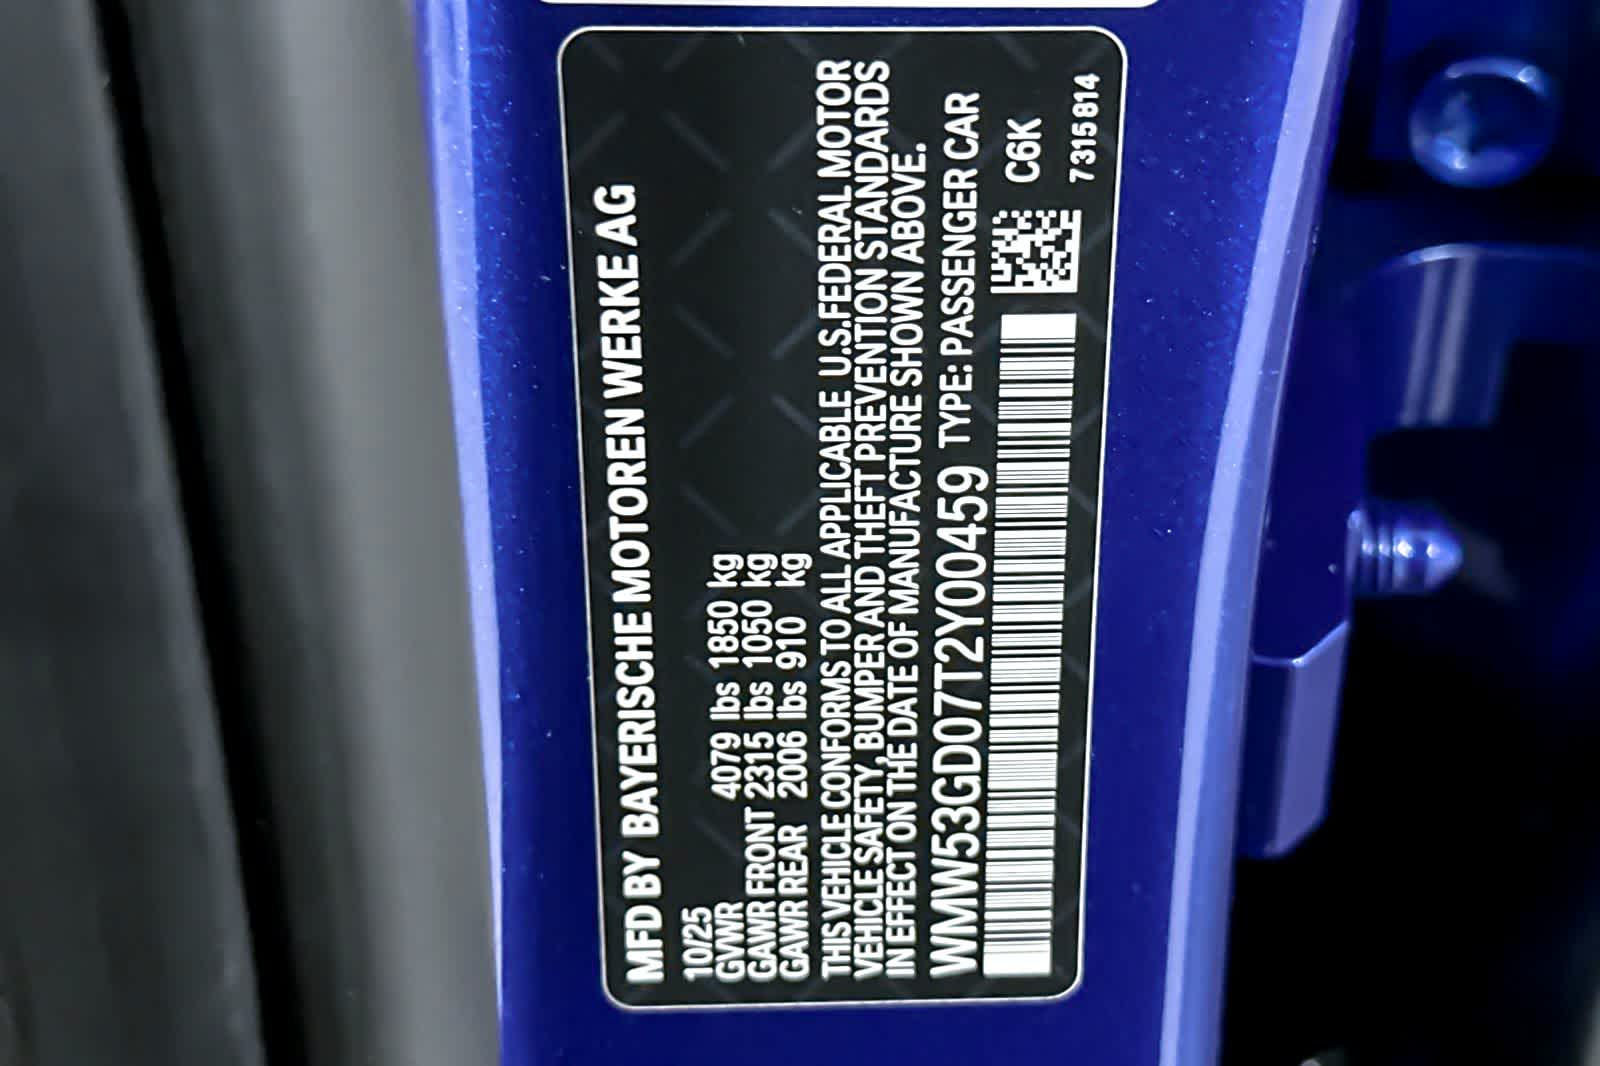 MFD BY BAYERISCHE MOTOREN WERKE AG
10/25
GVWR 4079 lbs 1850 kg
GAWR FRONT 2315 lbs 1050 kg
GAWR REAR 2006 lbs 910 kg
THIS VEHICLE CONFORMS TO ALL APPLICABLE U.S.FEDERAL MOTOR
VEHICLE SAFETY, BUMPER AND THEFT PREVENTION STANDARDS
IN EFFECT ON THE DATE OF MANUFACTURE SHOWN ABOVE.
WMW53GD07T2Y00459 TYPE: PASSENGER CAR
C6K
7315814